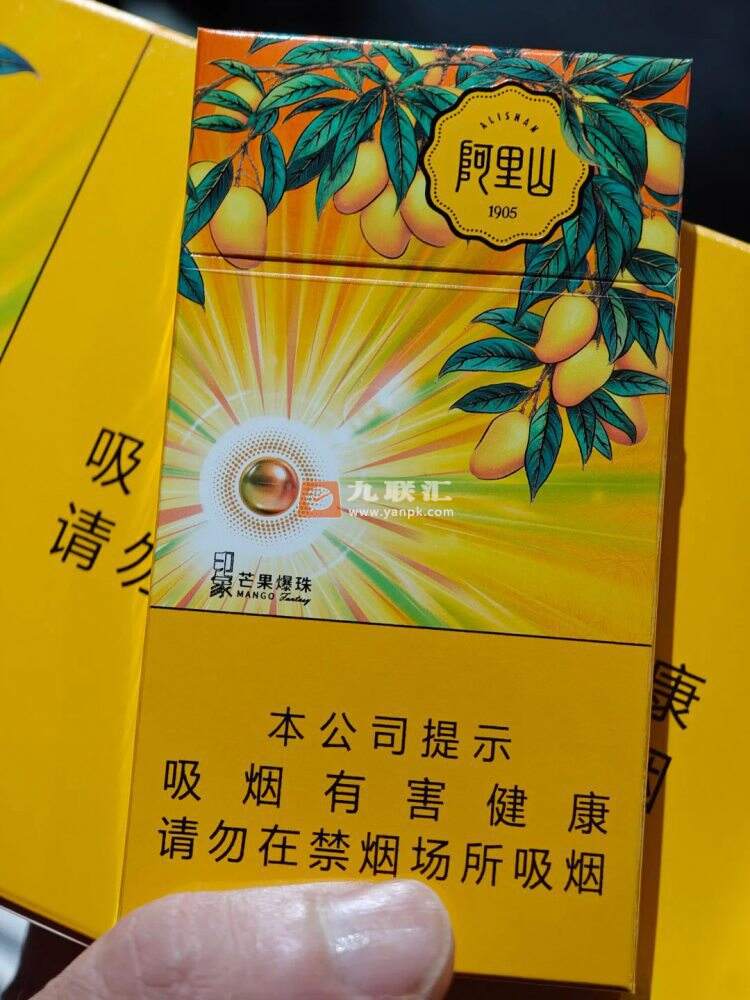 ALISHAN
阿里山
1905
九联汇
www.yanpk.com
印象
芒果爆珠
MANGO Fantasy
本公司提示
吸烟有害健康
请勿在禁烟场所吸烟
吸
请勿
康
烟